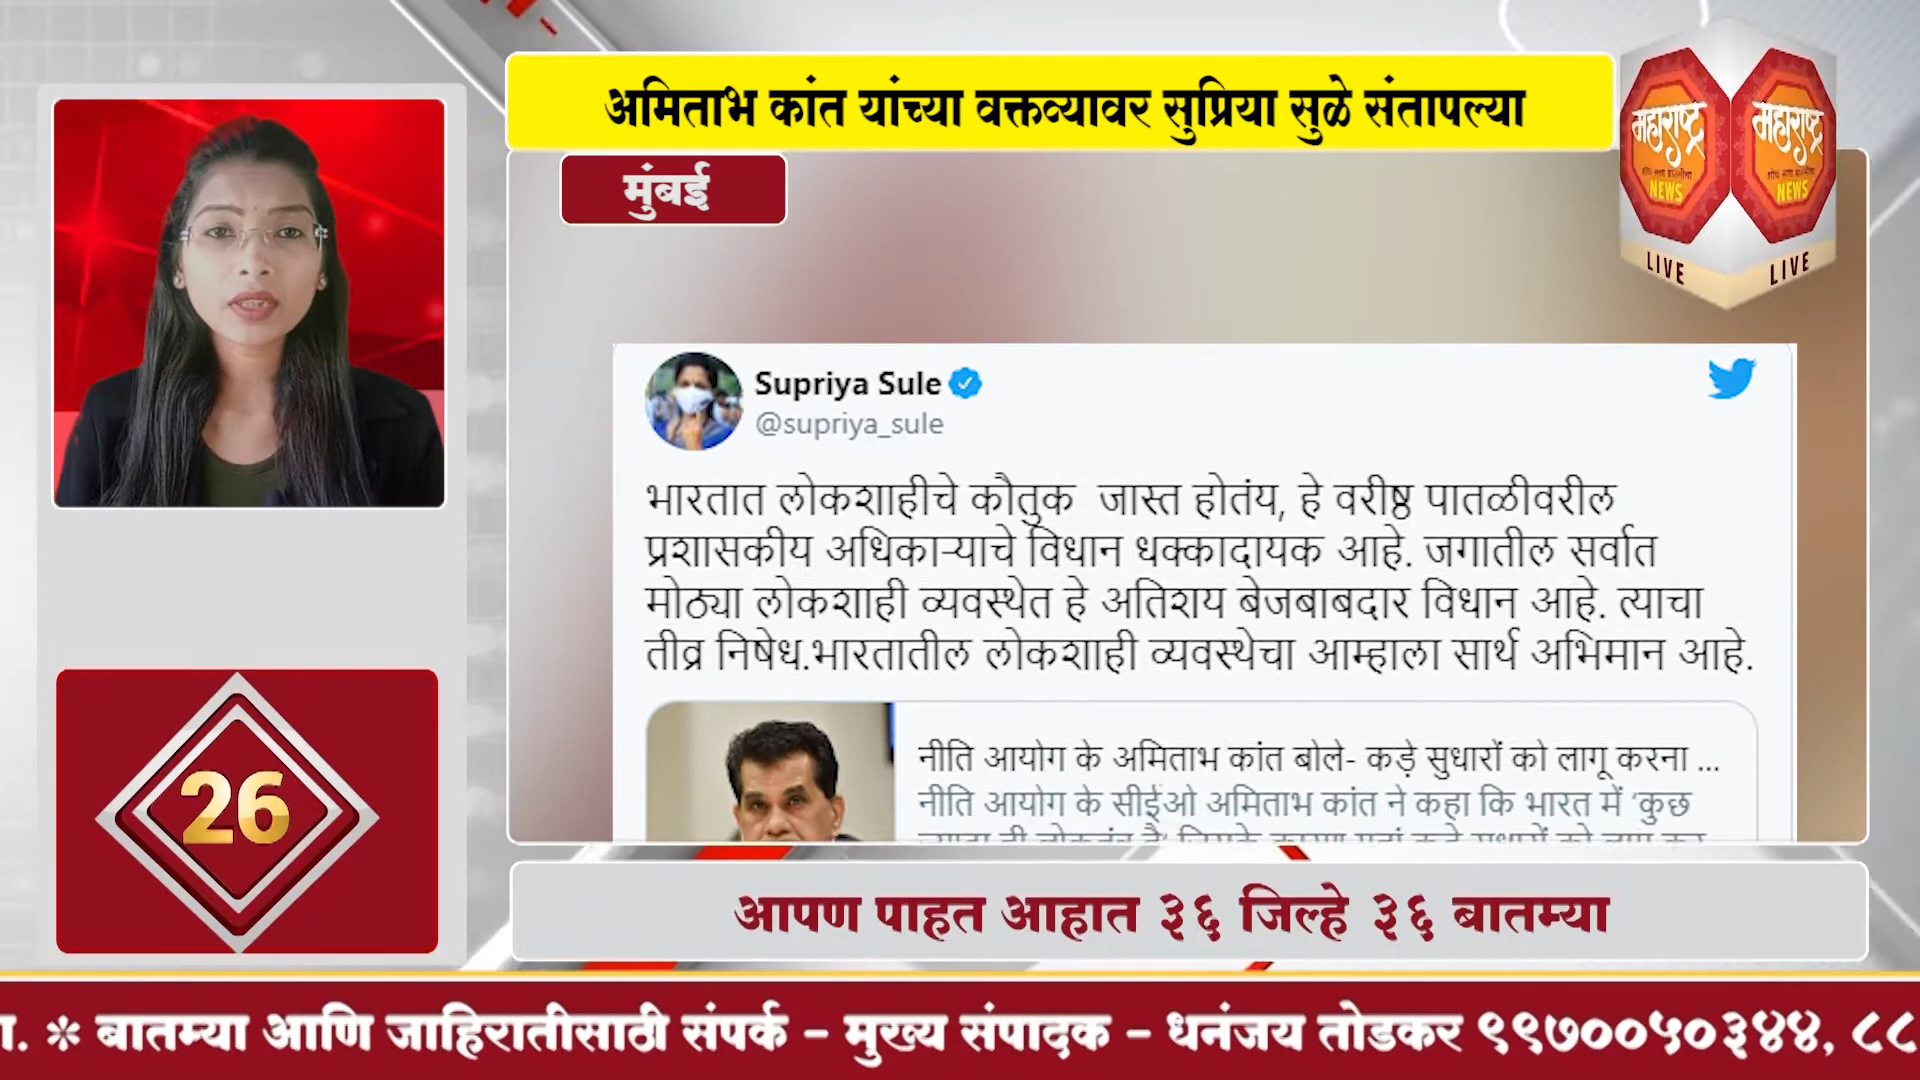 अमिताभ कांत यांच्या वक्तव्यावर सुप्रिया सुळे संतापल्या
मुंबई
महाराष्ट्र
NEWS
LIVE
महाराष्ट्र
NEWS
LIVE
Supriya Sule
@supriya_sule
भारतात लोकशाहीचे कौतुक जास्त होतंय, हे वरीष्ठ पातळीवरील
प्रशासकीय अधिकाऱ्याचे विधान धक्कादायक आहे. जगातील सर्वात
मोठ्या लोकशाही व्यवस्थेत हे अतिशय बेजबाबदार विधान आहे. त्याचा
तीव्र निषेध.भारतातील लोकशाही व्यवस्थेचा आम्हाला सार्थ अभिमान आहे.
नीति आयोग के अमिताभ कांत बोले- कड़े सुधारों को लागू करना ...
नीति आयोग के सीईओ अमिताभ कांत ने कहा कि भारत में 'कुछ
26
आपण पाहत आहात ३६ जिल्हे ३६ बातम्या
ा. * बातम्या आणि जाहिरातीसाठी संपर्क - मुख्य संपादक - धनंजय तोडकर ९९७००५०३४४, ८८